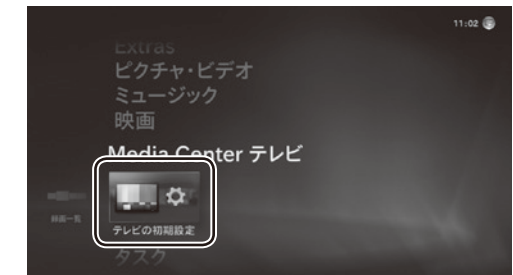 11:02
Extras
ピクチャ・ビデオ
ミュージック
映画
Media Center テレビ
録画一覧
テレビの初期設定
タスク